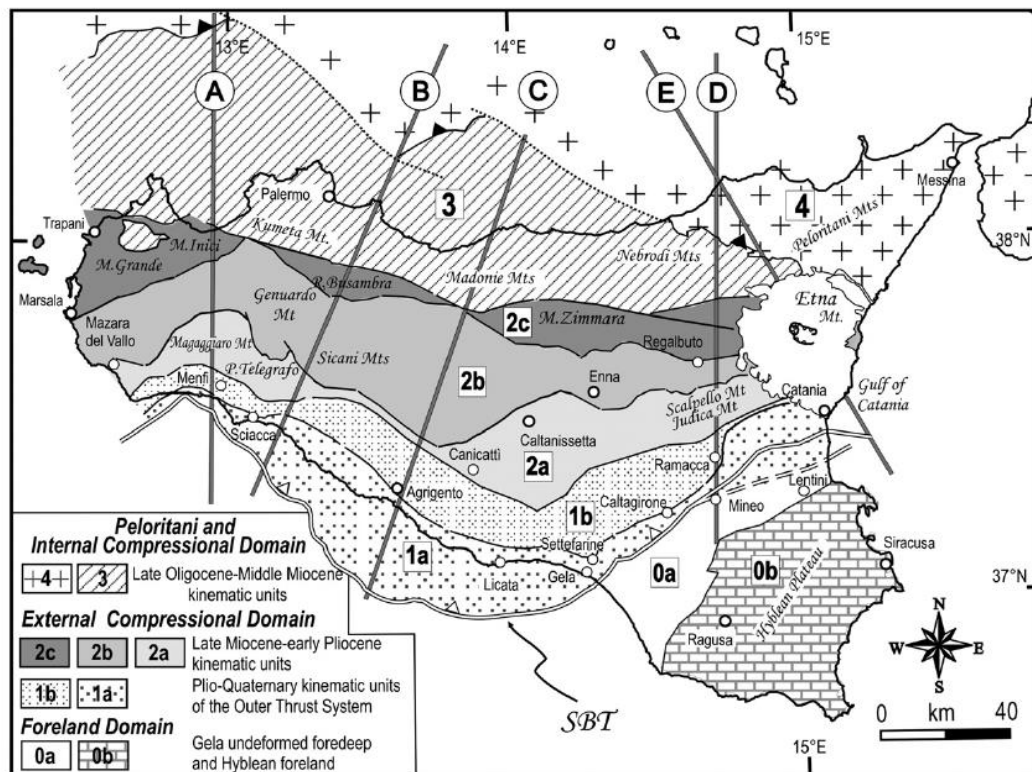 13°E
14°E
15°E
A
B
C
E
D
Messina
Palermo
3
4
Trapani
Kumeta Mt.
Peloritani Mts
38°N
M.Inici
Nebrodi Mts
M.Grande
R.Busambra
Madonie Mts
Marsala
Genuardo
Mt
Etna
Mt.
2c
M.Zimmara
Mazara
del Vallo
Magaggiaro Mt
Sicani Mts
Regalbuto
P.Telegrafo
2b
Enna
Menfi
Scalpello Mt
Judica Mt
Catania
Gulf of
Catania
Sciacca
Caltanissetta
Canicattì
2a
Ramacca
Agrigento
Lentini
Caltagirone
Mineo
1b
Settefarine
1a
Siracusa
Gela
0a
0b
Licata
37°N
Hyblean Plateau
Ragusa
N
W
E
S
SBT
0
km
40
15°E
Peloritani and
Internal Compressional Domain
4
3
Late Oligocene-Middle Miocene
kinematic units
External Compressional Domain
2c
2b
2a
Late Miocene-early Pliocene
kinematic units
1b
1a
Plio-Quaternary kinematic units
of the Outer Thrust System
Foreland Domain
0a
0b
Gela undeformed foredeep
and Hyblean foreland